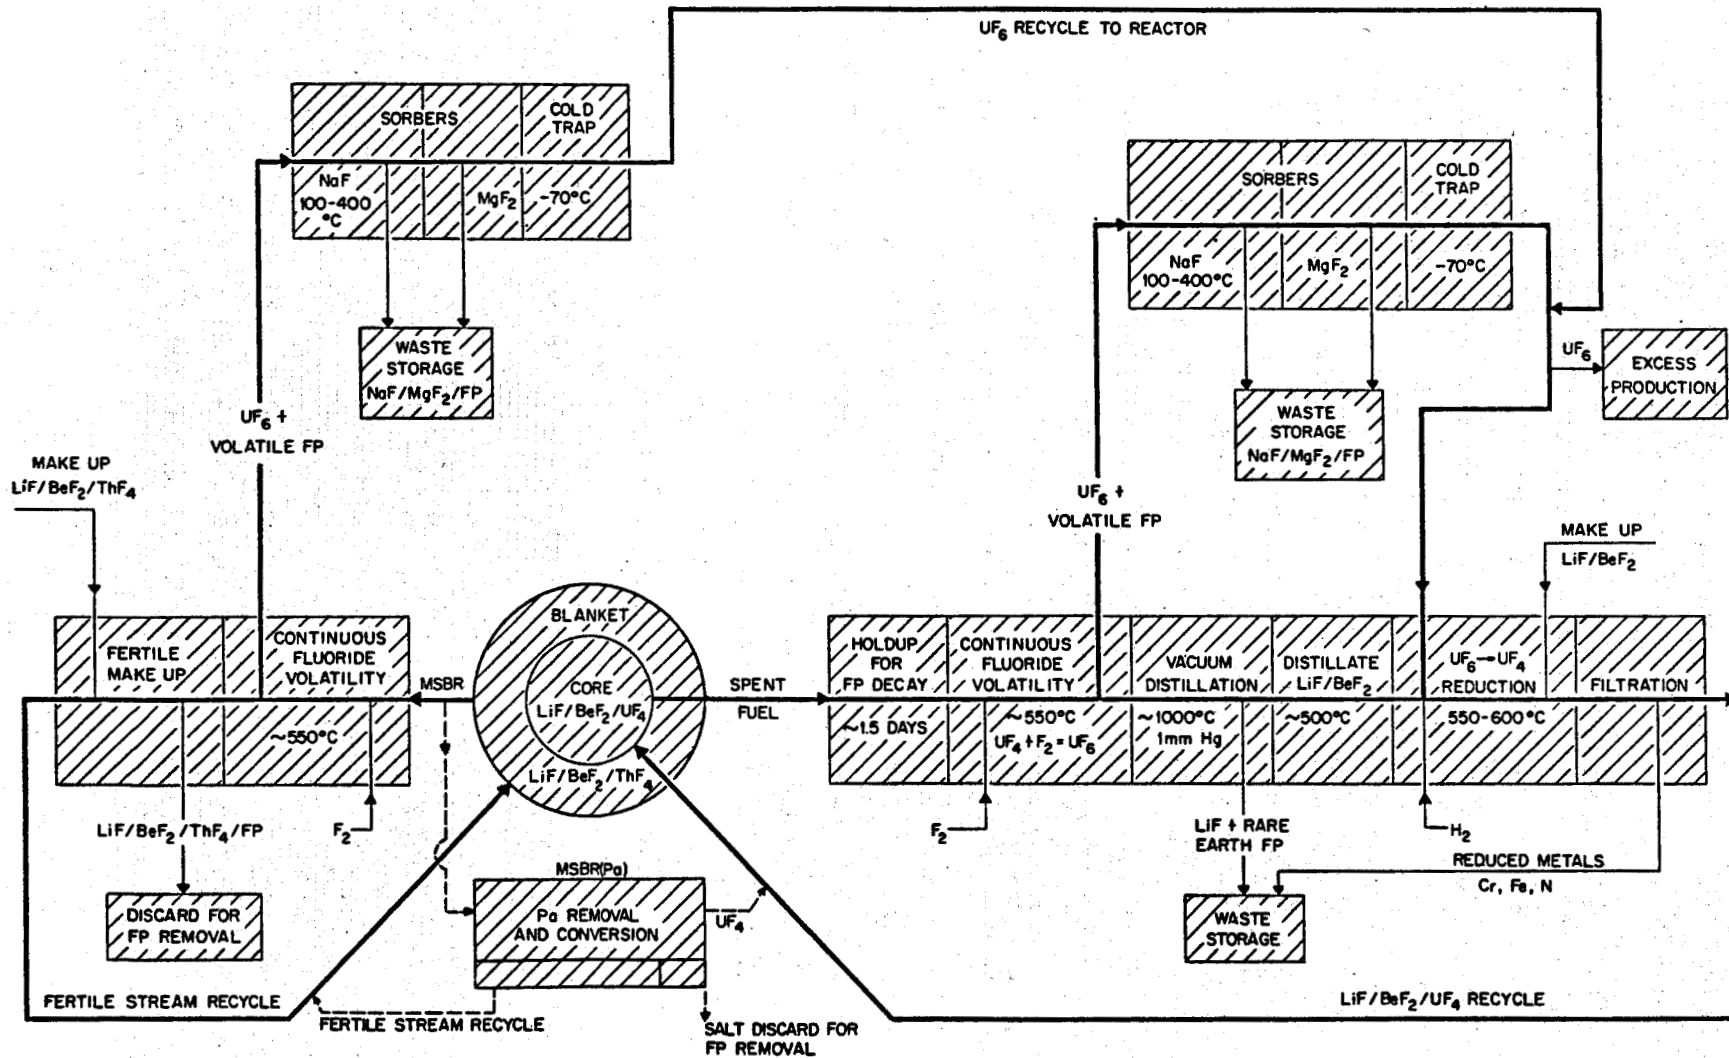 UF6 RECYCLE TO REACTOR
SORBERS
COLD
TRAP
NaF
100-400
°C
MgF2
-70°C
WASTE
STORAGE
NaF/MgF2/FP
UF6 +
VOLATILE FP
SORBERS
COLD
TRAP
NaF
100-400°C
MgF2
-70°C
WASTE
STORAGE
NaF/MgF2/FP
UF6
EXCESS
PRODUCTION
UF6 +
VOLATILE FP
MAKE UP
LiF/BeF2
MAKE UP
LiF/BeF2/ThF4
FERTILE
MAKE UP
CONTINUOUS
FLUORIDE
VOLATILITY
~550°C
F2
LiF/BeF2/ThF4/FP
DISCARD FOR
FP REMOVAL
FERTILE STREAM RECYCLE
MSBR
BLANKET
CORE
LiF/BeF2/UF4
LiF/BeF2/ThF4
SPENT
FUEL
MSBR(Pa)
Pa REMOVAL
AND CONVERSION
UF4
FERTILE STREAM RECYCLE
SALT DISCARD FOR
FP REMOVAL
HOLDUP
FOR
FP DECAY
~1.5 DAYS
CONTINUOUS
FLUORIDE
VOLATILITY
~550°C
UF4 + F2 = UF6
F2
VACUUM
DISTILLATION
~1000°C
1mm Hg
DISTILLATE
LiF/BeF2
~500°C
UF6→UF4
REDUCTION
550-600°C
FILTRATION
LiF + RARE
EARTH FP
H2
REDUCED METALS
Cr, Fe, N
WASTE
STORAGE
LiF/BeF2/UF4 RECYCLE